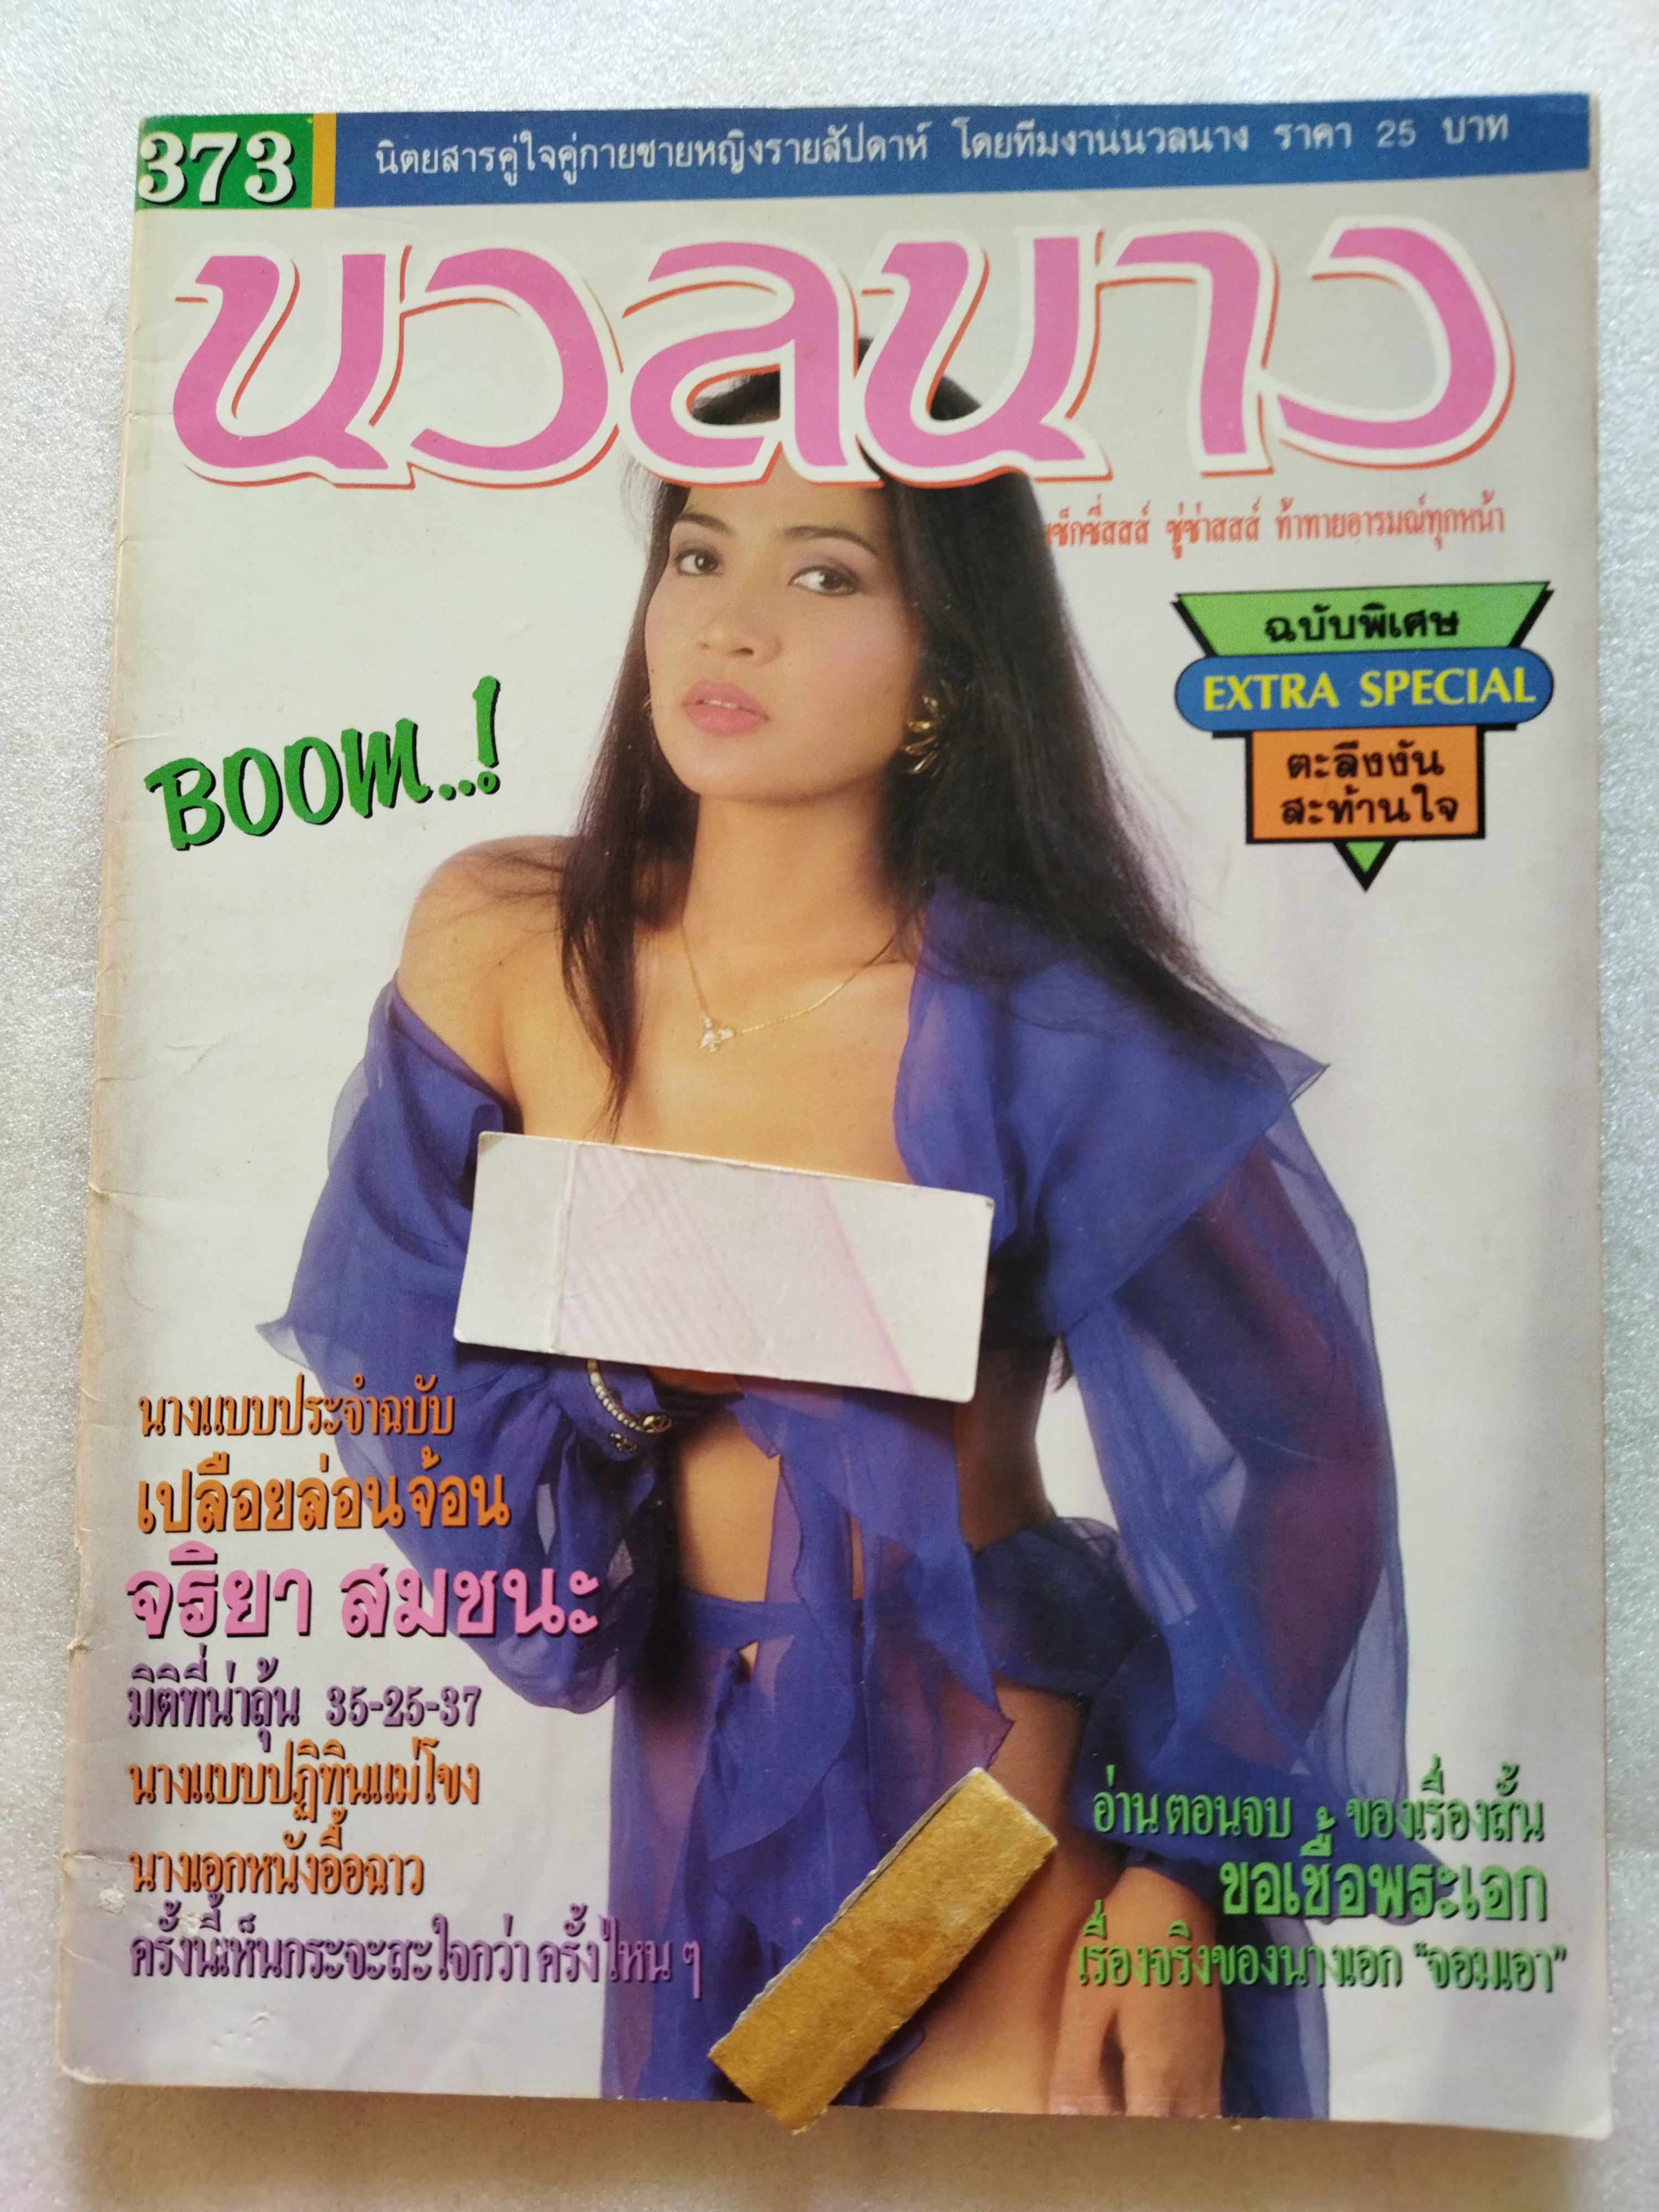 373
นิตยสารคู่ใจคู่กายชายหญิงรายสัปดาห์ โดยทีมงานนวลนาง ราคา 25 บาท
นวลนาง
เซ็กซี่สสส์ ซู่ซ่าสสส์ ท้าทายอารมณ์ทุกหน้า
ฉบับพิเศษ
EXTRA SPECIAL
ตะลึงงัน
สะท้านใจ
BOOM...!
นางแบบประจำฉบับ
เปลือยล่อนจ้อน
จริยา สมชนะ
มิติที่น่าลุ้น 35-25-37
นางแบบปฏิทินแม่โขง
นางเอกหนังอื้อฉาว
ครั้งนี้เห็นกระจะสะใจกว่า ครั้งไหน ๆ
อ่านตอนจบ ของเรื่องสั้น
ขอเชื้อพระเอก
เรื่องจริงของนางเอก "จอมเอา"